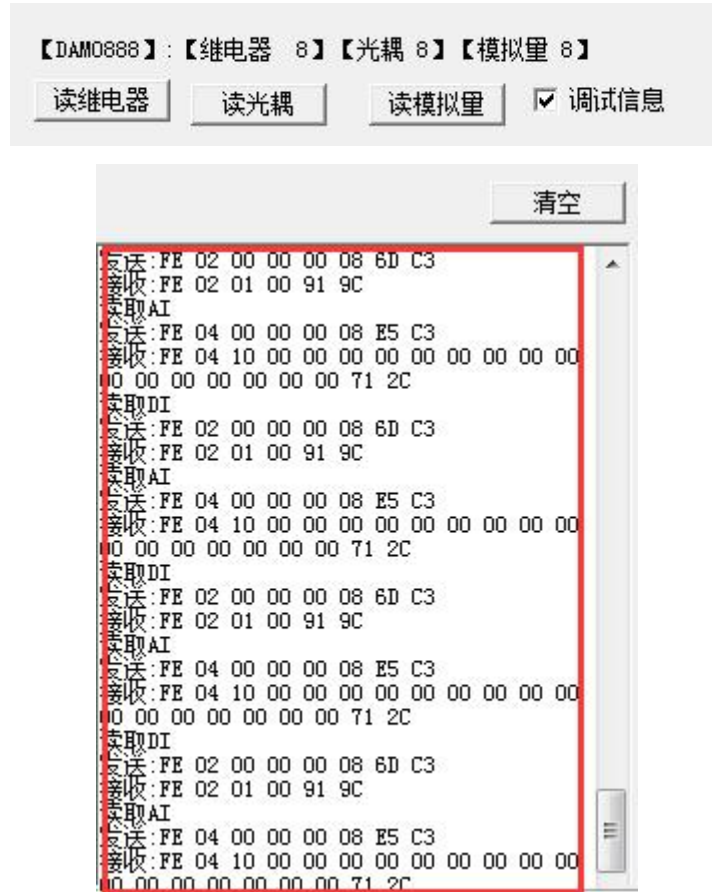 【DAM0888】:【继电器 8】【光耦 8】【模拟量 8】
读继电器 读光耦 读模拟量 调试信息
清空
发送:FE 02 00 00 00 08 6D C3
接收:FE 02 01 00 91 9C
读取AI
发送:FE 04 00 00 00 08 E5 C3
接收:FE 04 10 00 00 00 00 00 00 00 00 00
00 00 00 00 00 00 00 71 2C
读取DI
发送:FE 02 00 00 00 08 6D C3
接收:FE 02 01 00 91 9C
读取AI
发送:FE 04 00 00 00 08 E5 C3
接收:FE 04 10 00 00 00 00 00 00 00 00 00
00 00 00 00 00 00 00 71 2C
读取DI
发送:FE 02 00 00 00 08 6D C3
接收:FE 02 01 00 91 9C
读取AI
发送:FE 04 00 00 00 08 E5 C3
接收:FE 04 10 00 00 00 00 00 00 00 00 00
00 00 00 00 00 00 00 71 2C
读取DI
发送:FE 02 00 00 00 08 6D C3
接收:FE 02 01 00 91 9C
读取AI
发送:FE 04 00 00 00 08 E5 C3
接收:FE 04 10 00 00 00 00 00 00 00 00 00
00 00 00 00 00 00 00 71 2C